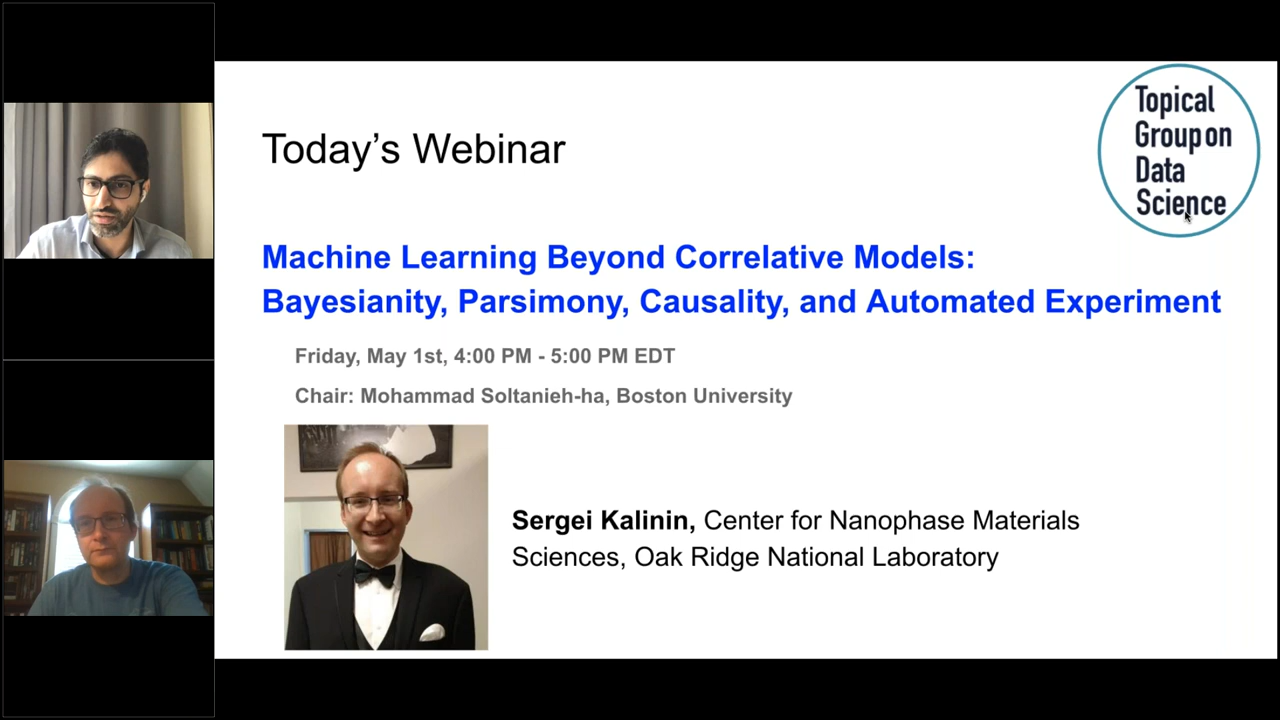 Today’s Webinar
Topical
Group on
Data
Science
Machine Learning Beyond Correlative Models:
Bayesianity, Parsimony, Causality, and Automated Experiment
Friday, May 1st, 4:00 PM - 5:00 PM EDT
Chair: Mohammad Soltanieh-ha, Boston University
Sergei Kalinin, Center for Nanophase Materials
Sciences, Oak Ridge National Laboratory